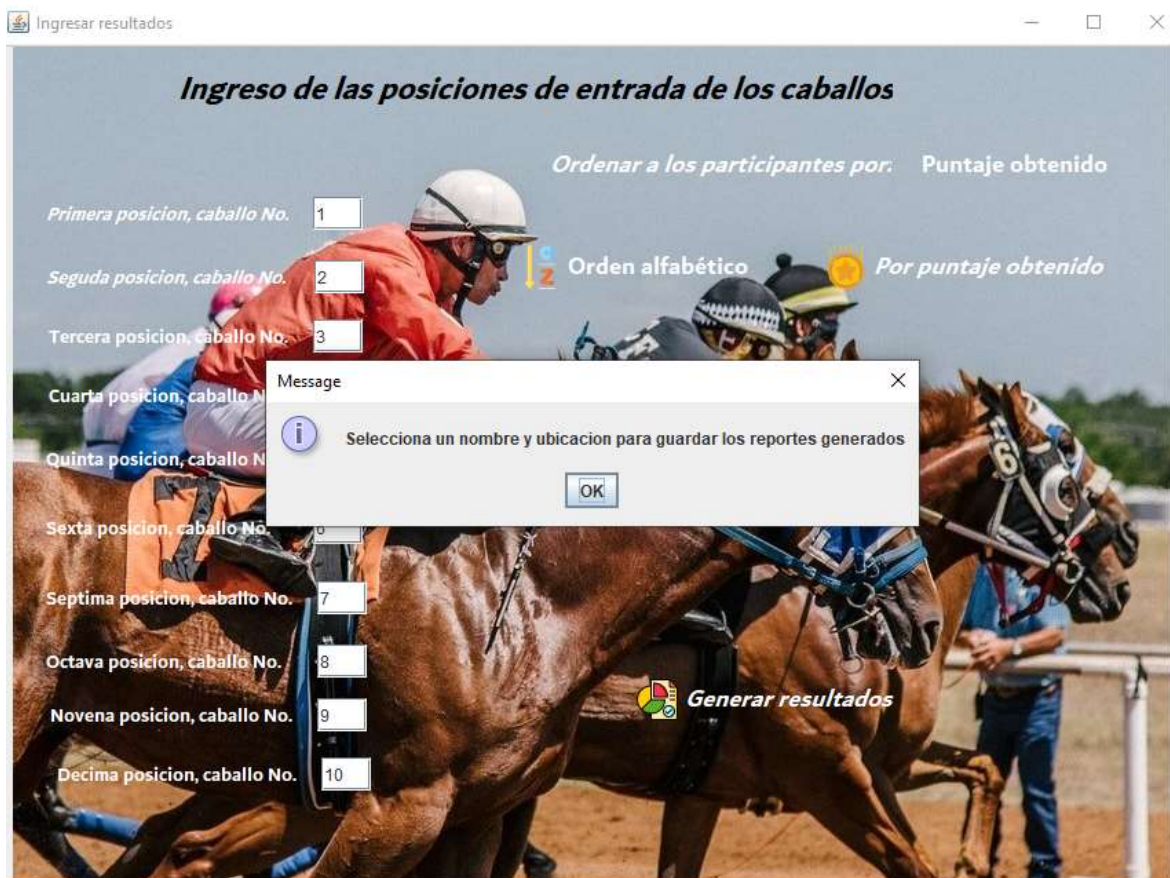 Ingresar resultados
Ingreso de las posiciones de entrada de los caballos
Ordenar a los participantes por: Puntaje obtenido
Primera posicion, caballo No. 1
Orden alfabético
Por puntaje obtenido
Seguda posicion, caballo No. 2
Tercera posicion, caballo No. 3
Message
Cuarta posicion, caballo N
Selecciona un nombre y ubicacion para guardar los reportes generados
Quinta posicion, caballo N
OK
Sexta posicion, caballo No.
Septima posicion, caballo No. 7
Octava posicion, caballo No. 8
Generar resultados
Novena posicion, caballo No. 9
Decima posicion, caballo No. 10
6